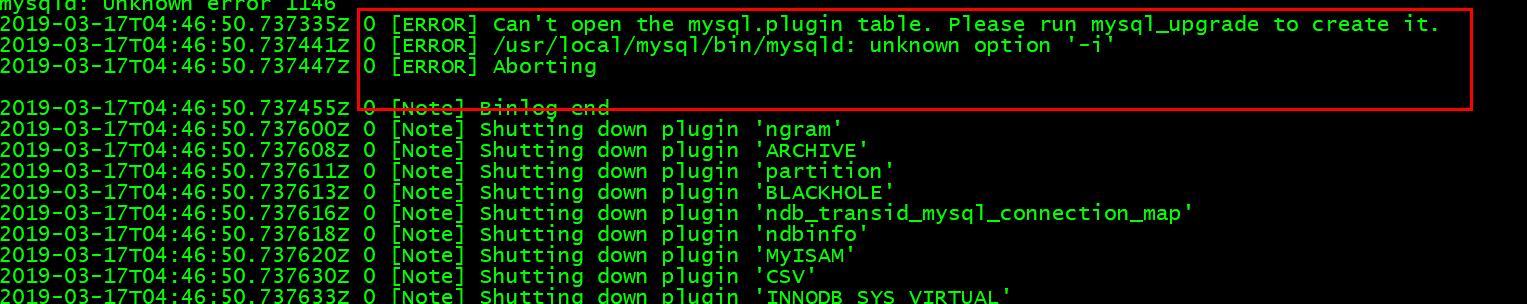 mysqld: Unknown error 1146
2019-03-17T04:46:50.737335Z 0 [ERROR] Can't open the mysql.plugin table. Please run mysql_upgrade to create it.
2019-03-17T04:46:50.737441Z 0 [ERROR] /usr/local/mysql/bin/mysqld: unknown option '-i'
2019-03-17T04:46:50.737447Z 0 [ERROR] Aborting
2019-03-17T04:46:50.737455Z 0 [Note] Binlog end
2019-03-17T04:46:50.737600Z 0 [Note] Shutting down plugin 'ngram'
2019-03-17T04:46:50.737608Z 0 [Note] Shutting down plugin 'ARCHIVE'
2019-03-17T04:46:50.737611Z 0 [Note] Shutting down plugin 'partition'
2019-03-17T04:46:50.737613Z 0 [Note] Shutting down plugin 'BLACKHOLE'
2019-03-17T04:46:50.737616Z 0 [Note] Shutting down plugin 'ndb_transid_mysql_connection_map'
2019-03-17T04:46:50.737618Z 0 [Note] Shutting down plugin 'ndbinfo'
2019-03-17T04:46:50.737620Z 0 [Note] Shutting down plugin 'MyISAM'
2019-03-17T04:46:50.737630Z 0 [Note] Shutting down plugin 'CSV'
2019-03-17T04:46:50.737633Z 0 [Note] Shutting down plugin 'INNODB_SYS_VIRTUAL'